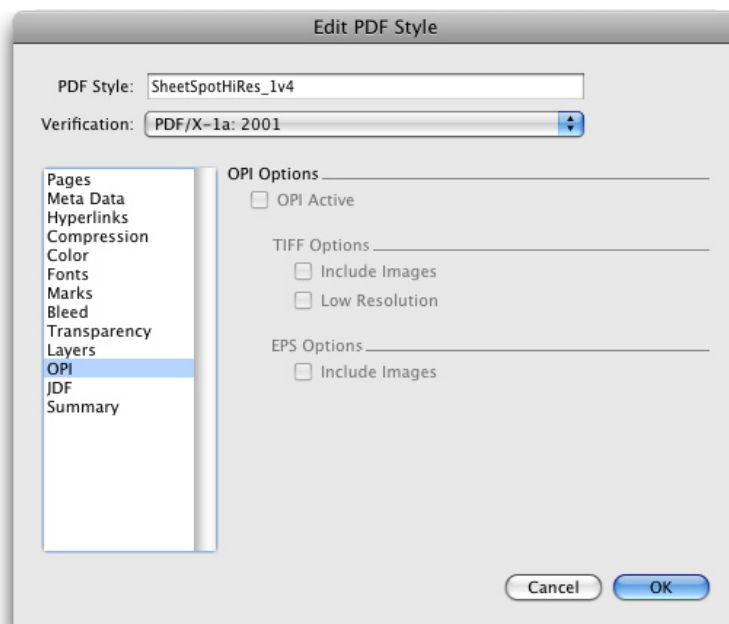 Edit PDF Style
PDF Style: SheetSpotHiRes_1v4
Verification: PDF/X-1a: 2001
Pages
Meta Data
Hyperlinks
Compression
Color
Fonts
Marks
Bleed
Transparency
Layers
OPI
JDF
Summary
OPI Options
OPI Active
TIFF Options
Include Images
Low Resolution
EPS Options
Include Images
Cancel
OK